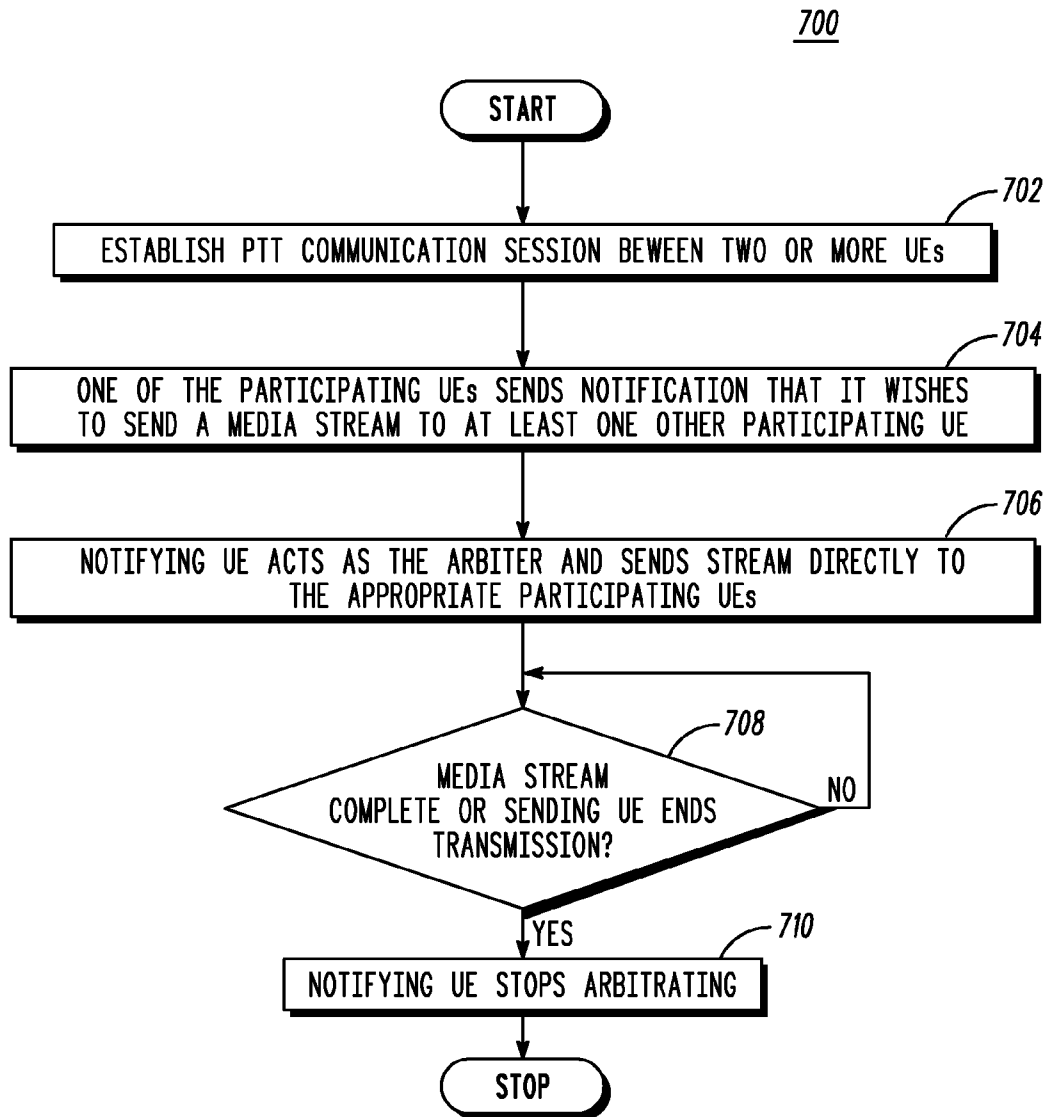 700
START
702
ESTABLISH PTT COMMUNICATION SESSION BEWEEN TWO OR MORE UEs
704
ONE OF THE PARTICIPATING UEs SENDS NOTIFICATION THAT IT WISHES
TO SEND A MEDIA STREAM TO AT LEAST ONE OTHER PARTICIPATING UE
706
NOTIFYING UE ACTS AS THE ARBITER AND SENDS STREAM DIRECTLY TO
THE APPROPRIATE PARTICIPATING UEs
708
MEDIA STREAM
COMPLETE OR SENDING UE ENDS
TRANSMISSION?
NO
YES
710
NOTIFYING UE STOPS ARBITRATING
STOP